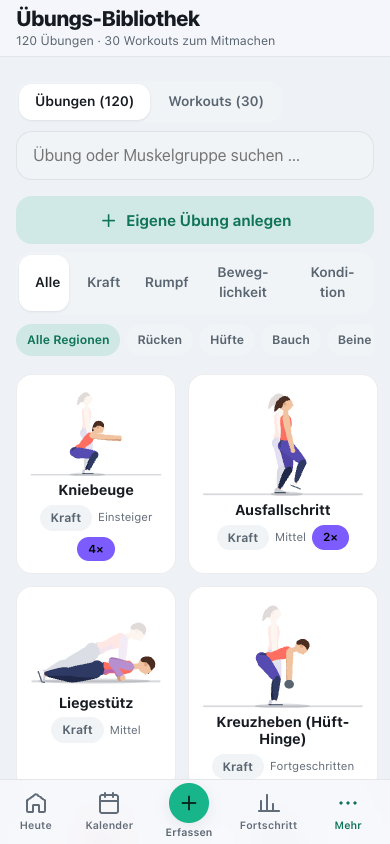 Übungs-Bibliothek
120 Übungen · 30 Workouts zum Mitmachen
Übungen (120)
Workouts (30)
Übung oder Muskelgruppe suchen ...
+ Eigene Übung anlegen
Alle
Kraft
Rumpf
Beweg-
lichkeit
Kondi-
tion
Alle Regionen
Rücken
Hüfte
Bauch
Beine
Kniebeuge
Kraft
Einsteiger
4×
Ausfallschritt
Kraft
Mittel
2×
Liegestütz
Kraft
Mittel
Kreuzheben (Hüft-
Hinge)
Kraft
Fortgeschritten
Heute
Kalender
Erfassen
Fortschritt
Mehr